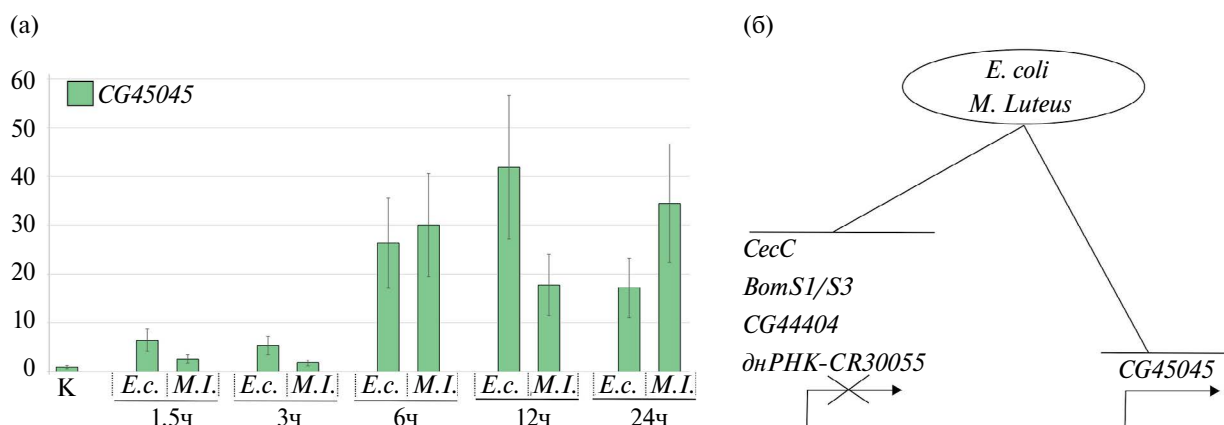 (а)
60
50
40
30
20
10
0
CG45045
К
E.c. M.I. E.c. M.I. E.c. M.I. E.c. M.I. E.c. M.I.
1.5ч 3ч 6ч 12ч 24ч
(б)
E. coli
M. Luteus
CecC
BomS1/S3
CG44404
днРНК-CR30055
CG45045